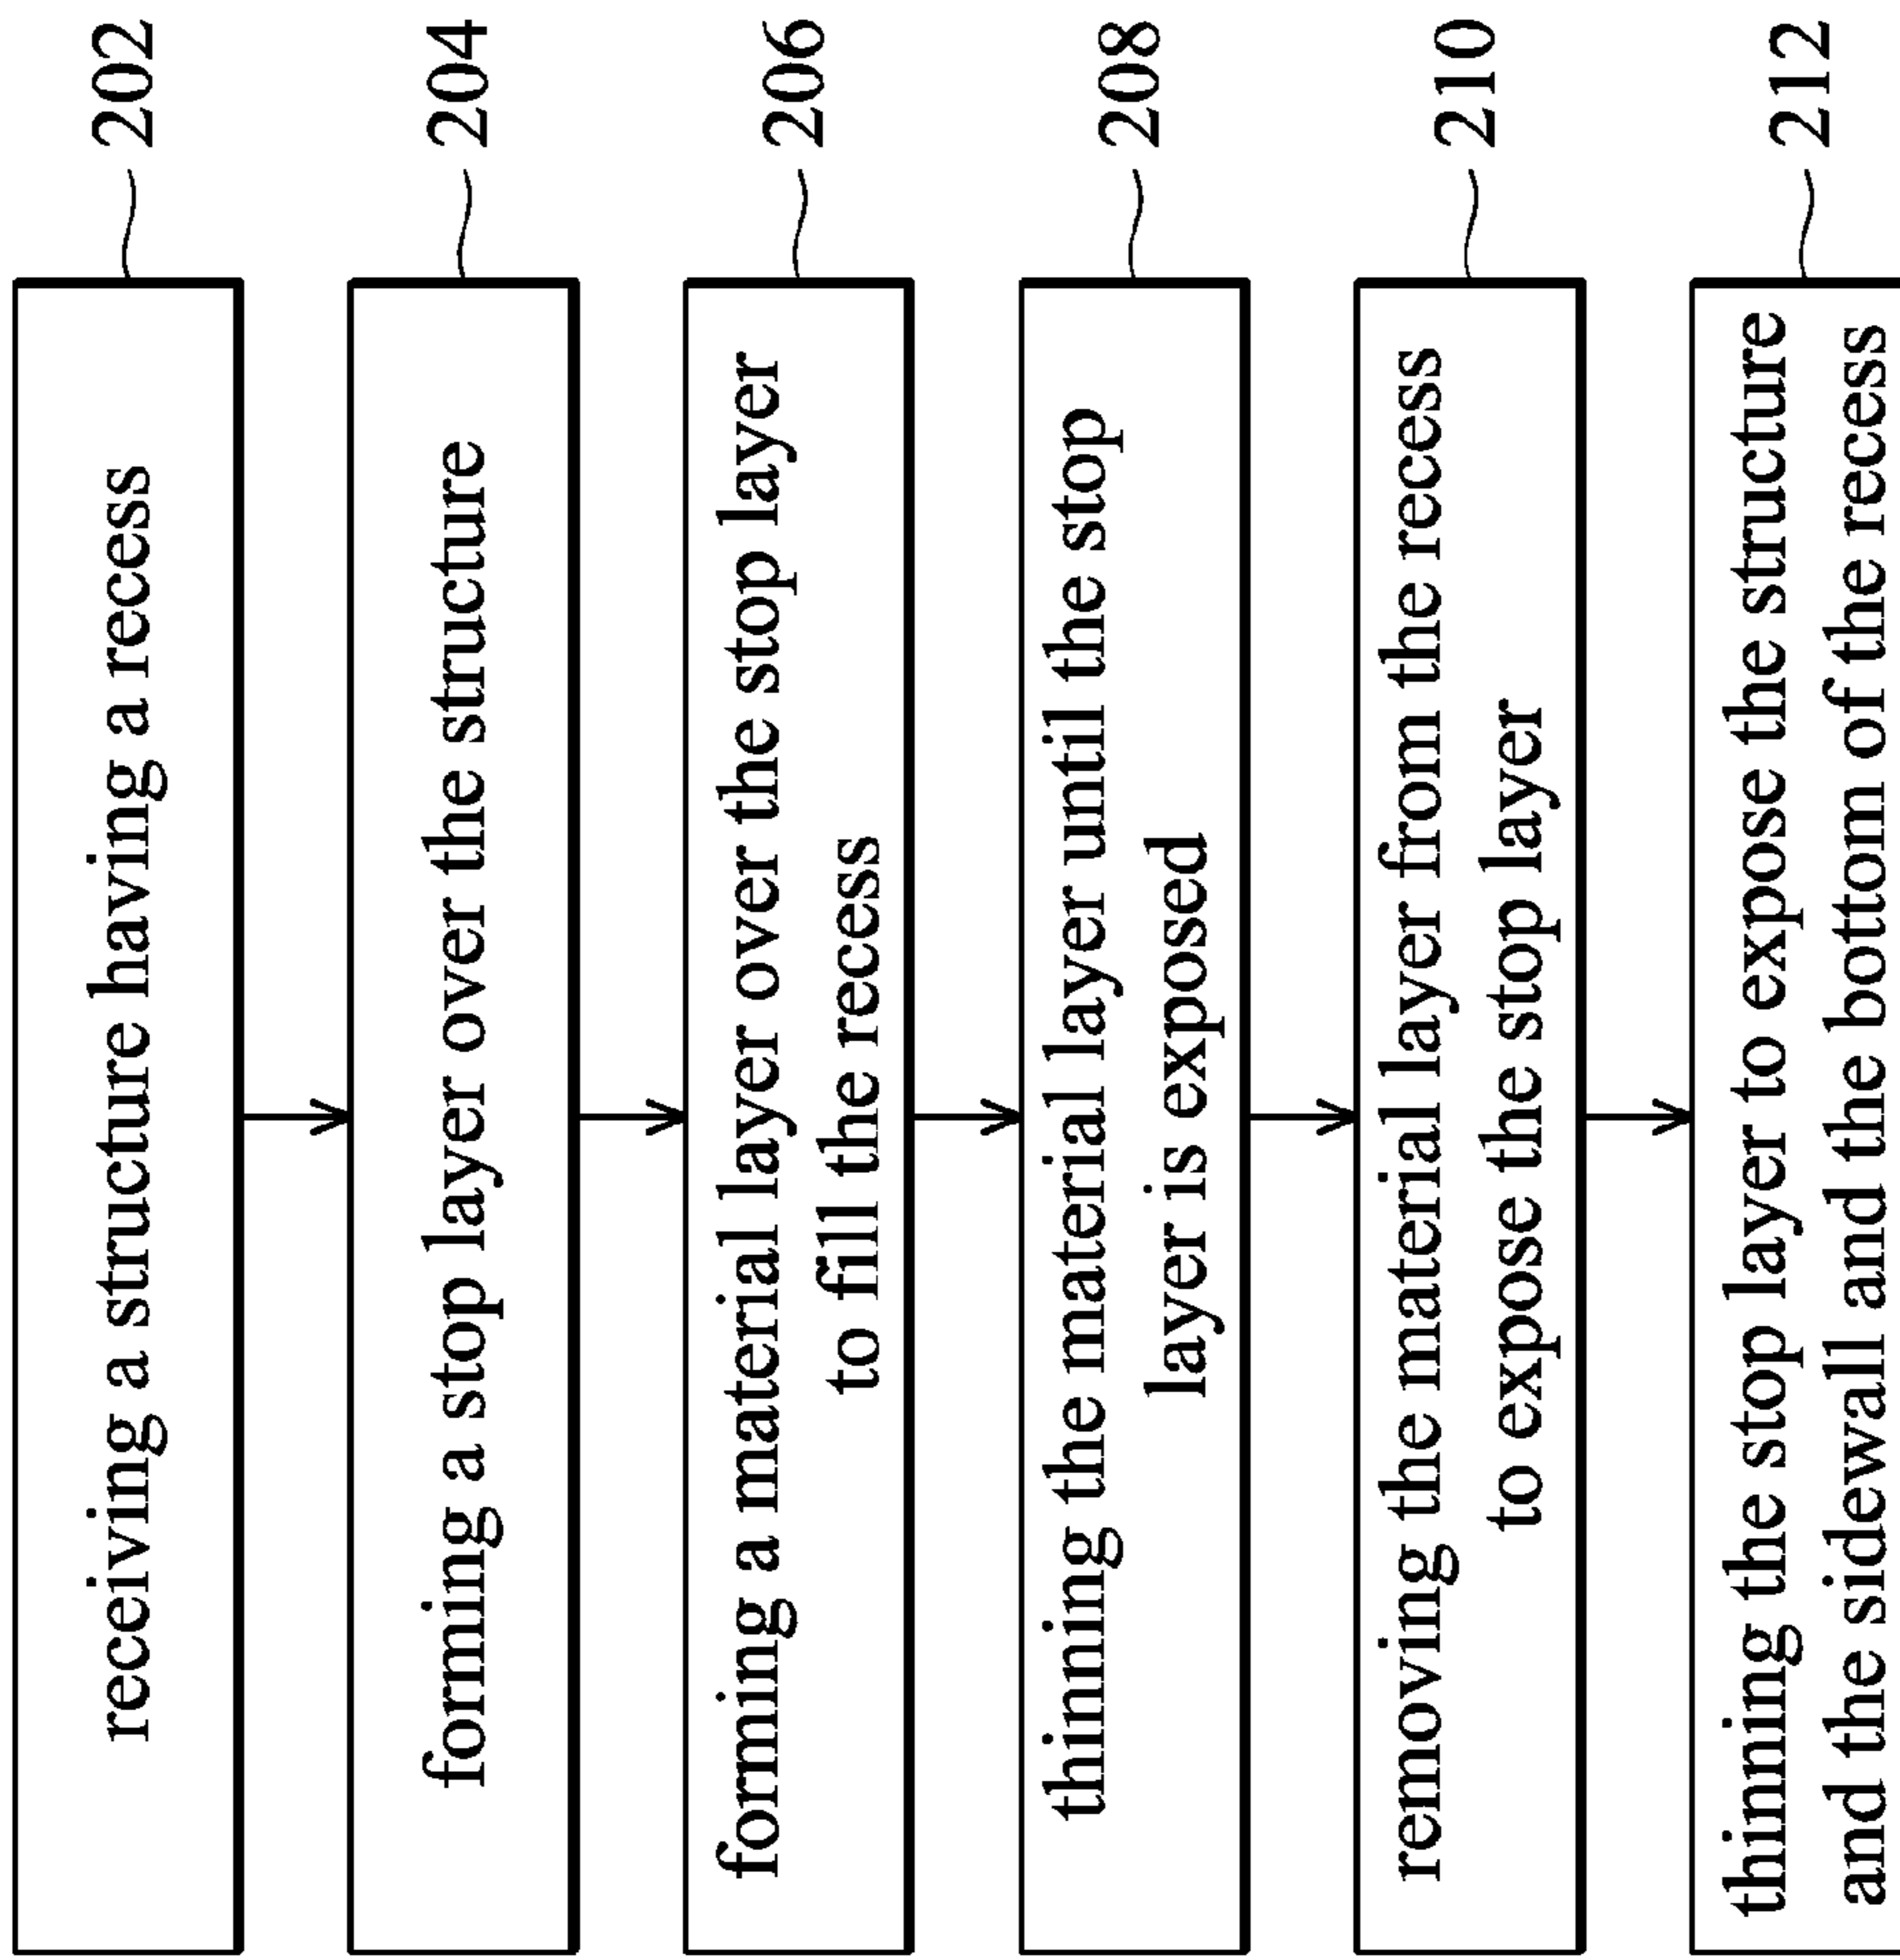 receiving a structure having a recess
202
forming a stop layer over the structure
204
forming a material layer over the stop layer
to fill the recess
206
thinning the material layer until the stop
layer is exposed
208
removing the material layer from the recess
to expose the stop layer
210
thinning the stop layer to expose the structure
and the sidewall and the bottom of the recess
212